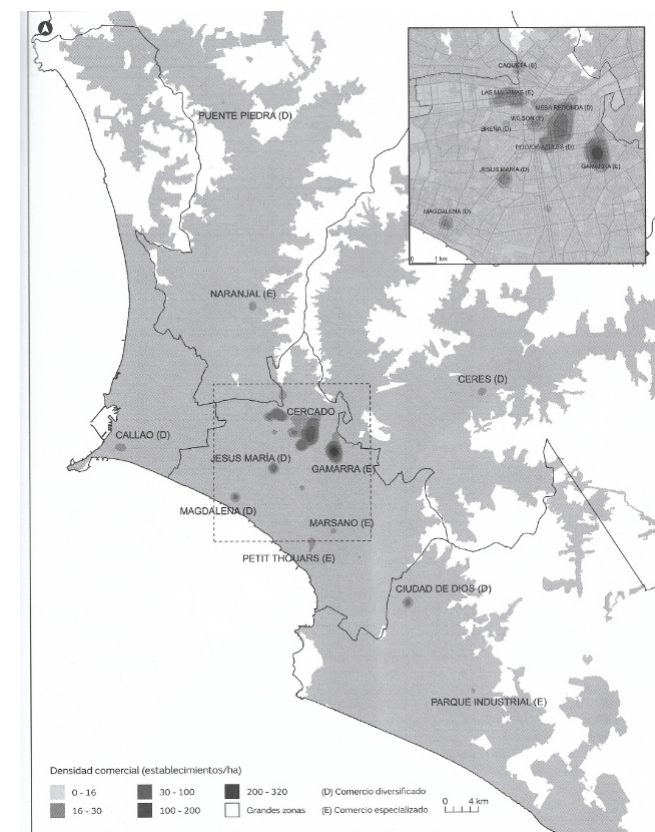 CAQUETÁ (E)
LAS MALVINAS (E)
MESA REDONDA (D)
WILSON (E)
BREÑA (D)
POLVOS AZULES (D)
GAMARRA (E)
JESUS MARÍA (D)
MAGDALENA (D)
0 1 km
PUENTE PIEDRA (D)
NARANJAL (E)
CERES (D)
CERCADO
CALLAO (D)
JESUS MARÍA (D)
GAMARRA (E)
MAGDALENA (D)
MARSANO (E)
PETIT THOUARS (E)
CIUDAD DE DIOS (D)
PARQUE INDUSTRIAL (E)
Densidad comercial (establecimientos/ha)
0 - 16
30 - 100
200 - 320
(D) Comercio diversificado
0 4 km
16 - 30
100 - 200
Grandes zonas
(E) Comercio especializado